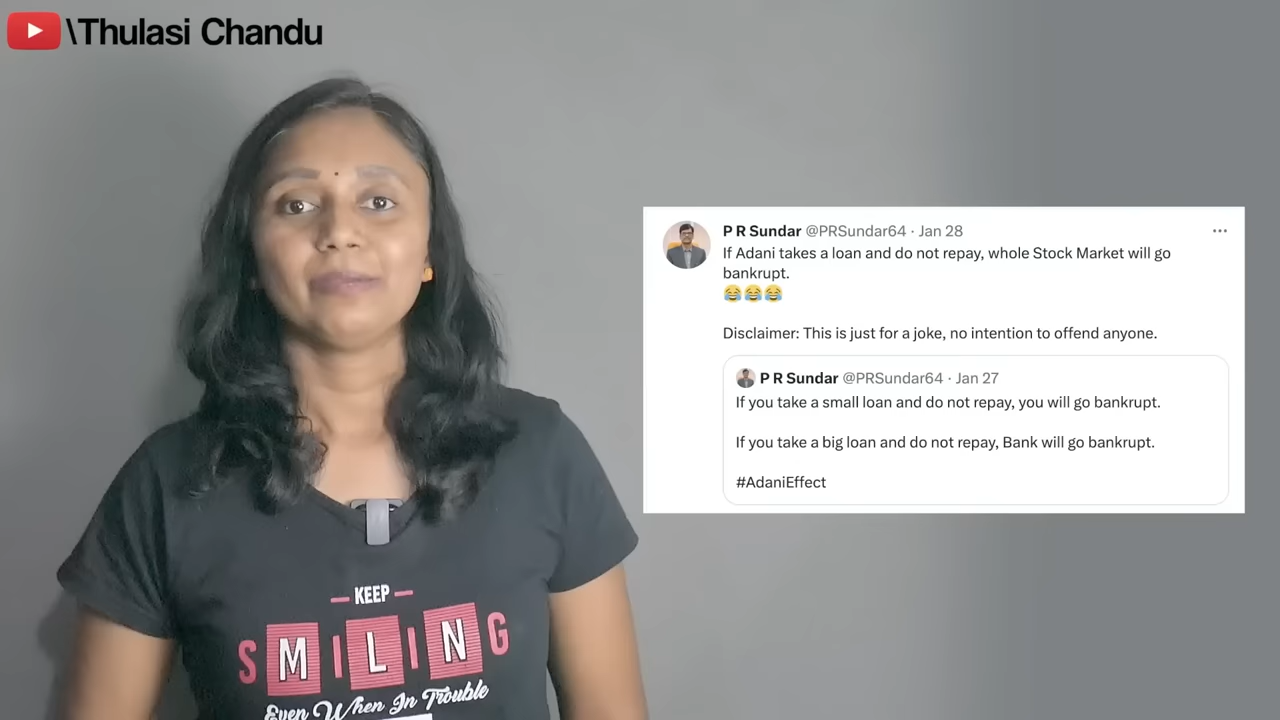 \Thulasi Chandu
P R Sundar @PRSundar64 · Jan 28
If Adani takes a loan and do not repay, whole Stock Market will go
bankrupt.
😂😂😂
Disclaimer: This is just for a joke, no intention to offend anyone.
P R Sundar @PRSundar64 · Jan 27
If you take a small loan and do not repay, you will go bankrupt.
If you take a big loan and do not repay, Bank will go bankrupt.
#AdaniEffect
KEEP
SMILING
Even When In Trouble